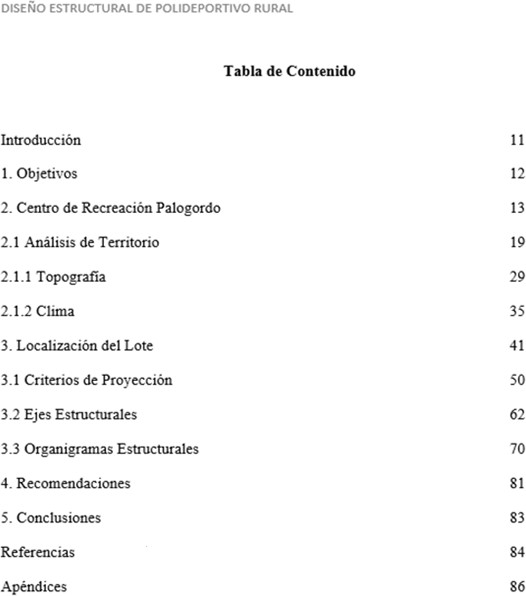 DISEÑO ESTRUCTURAL DE POLIDEPORTIVO RURAL
Tabla de Contenido
Introducción 11
1. Objetivos 12
2. Centro de Recreación Palogordo 13
2.1 Análisis de Territorio 19
2.1.1 Topografía 29
2.1.2 Clima 35
3. Localización del Lote 41
3.1 Criterios de Proyección 50
3.2 Ejes Estructurales 62
3.3 Organigramas Estructurales 70
4. Recomendaciones 81
5. Conclusiones 83
Referencias 84
Apéndices 86